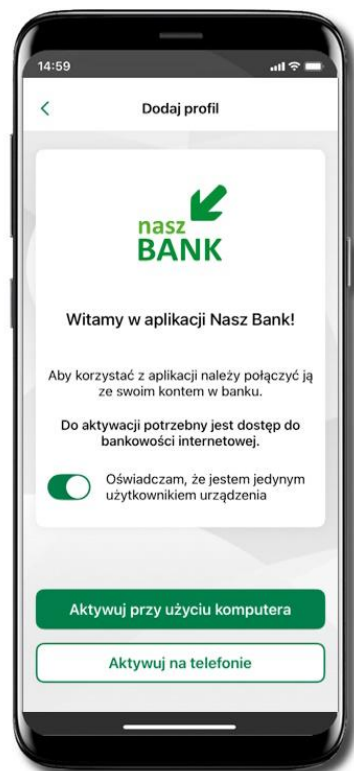 14:59
Dodaj profil
nasz
BANK
Witamy w aplikacji Nasz Bank!
Aby korzystać z aplikacji należy połączyć ją
ze swoim kontem w banku.
Do aktywacji potrzebny jest dostęp do
bankowości internetowej.
Oświadczam, że jestem jedynym
użytkownikiem urządzenia
Aktywuj przy użyciu komputera
Aktywuj na telefonie